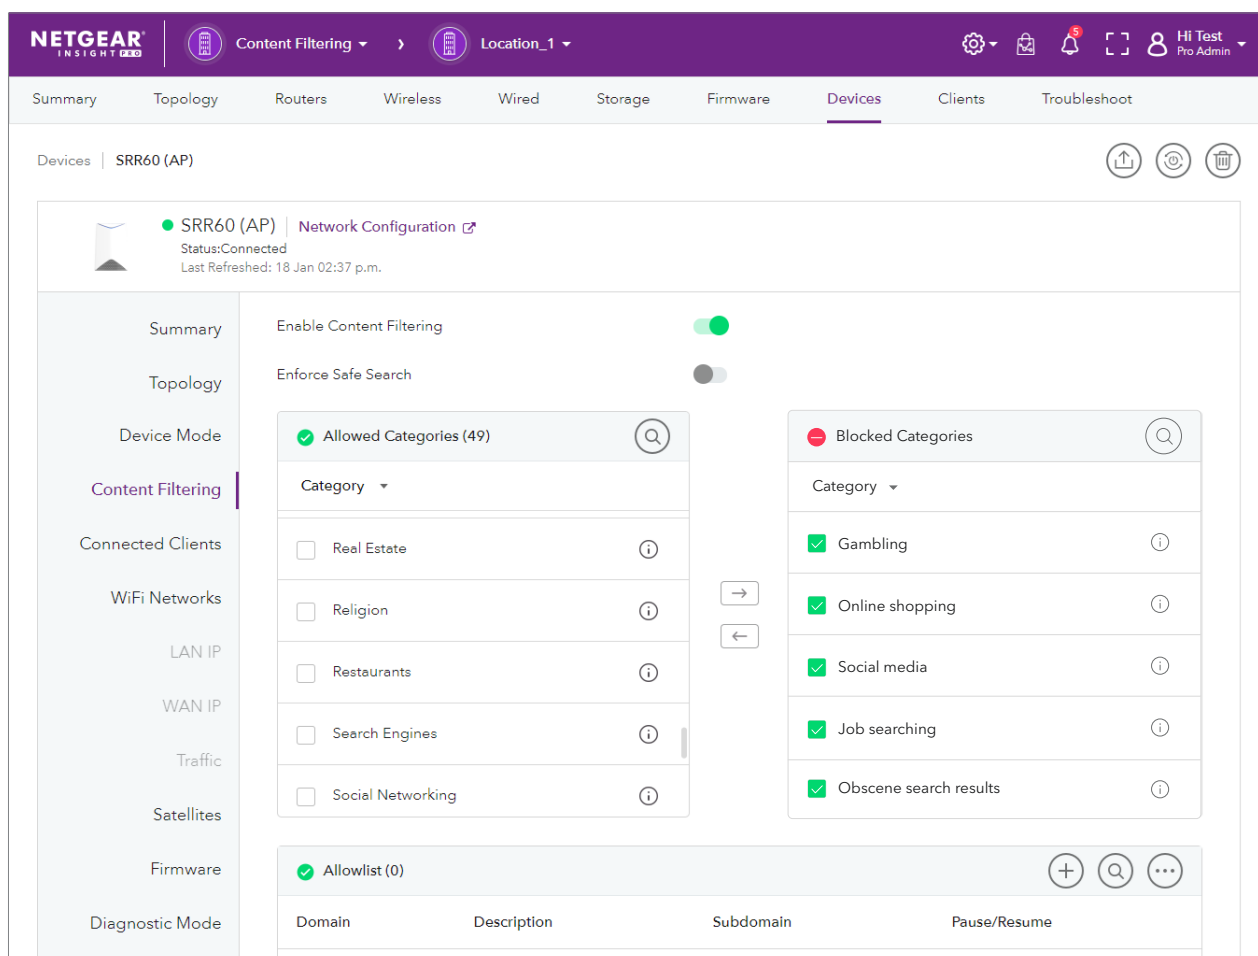 NETGEAR
INSIGHT PRO
Content Filtering
Location_1
5
Hi Test
Pro Admin
Summary Topology Routers Wireless Wired Storage Firmware Devices Clients Troubleshoot
Devices | SRR60 (AP)
SRR60 (AP) | Network Configuration
Status:Connected
Last Refreshed: 18 Jan 02:37 p.m.
Summary
Topology
Device Mode
Content Filtering
Connected Clients
WiFi Networks
LAN IP
WAN IP
Traffic
Satellites
Firmware
Diagnostic Mode
Enable Content Filtering
Enforce Safe Search
Allowed Categories (49)
Category
Real Estate
Religion
Restaurants
Search Engines
Social Networking
Blocked Categories
Category
Gambling
Online shopping
Social media
Job searching
Obscene search results
Allowlist (0)
Domain Description Subdomain Pause/Resume